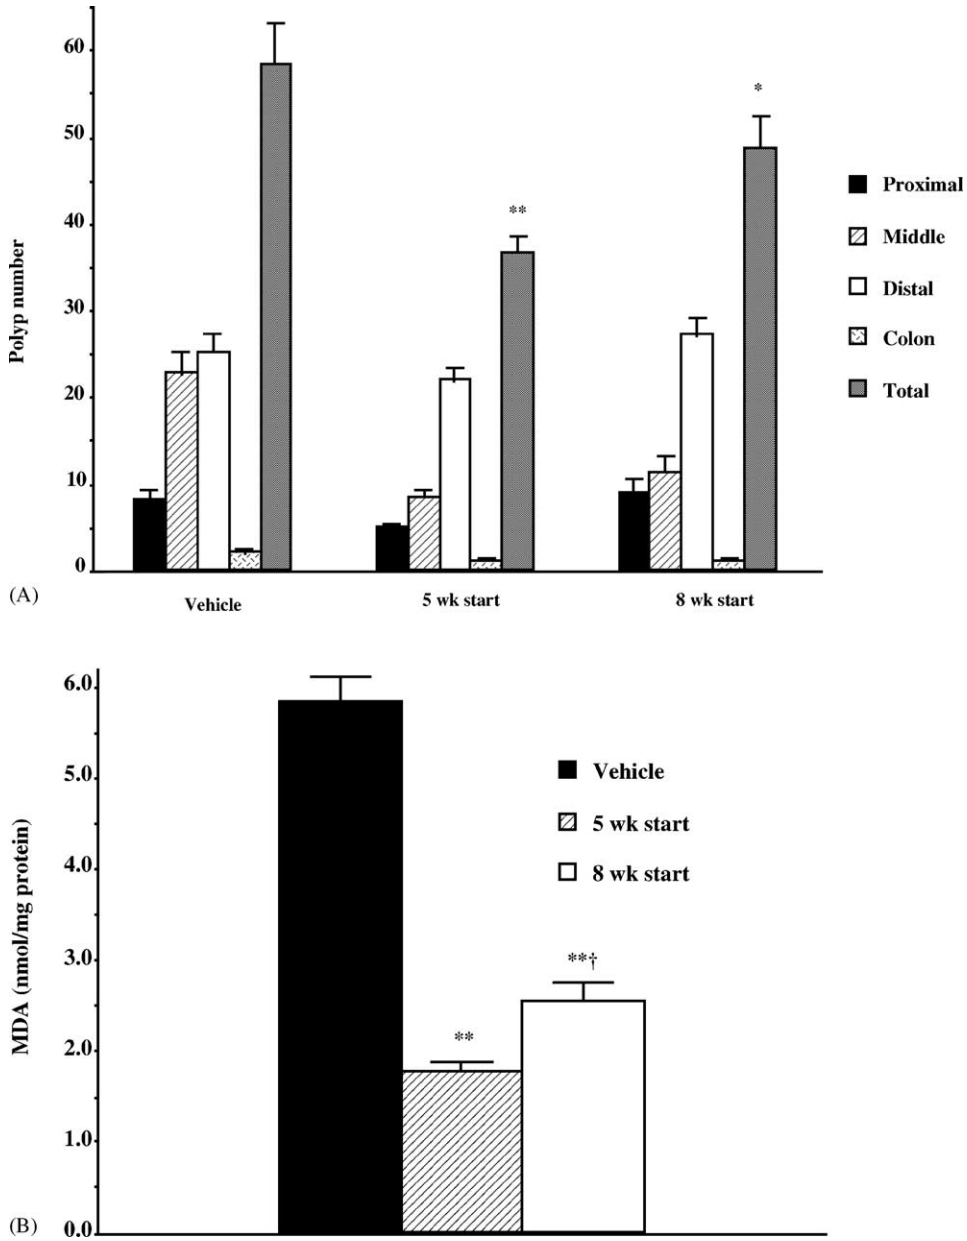 60
50
40
30
20
10
0
Polyp number
*
**
Proximal
Middle
Distal
Colon
Total
(A)
Vehicle
5 wk start
8 wk start
6.0
5.0
4.0
3.0
2.0
1.0
0.0
MDA (nmol/mg protein)
Vehicle
5 wk start
8 wk start
**†
**
(B)